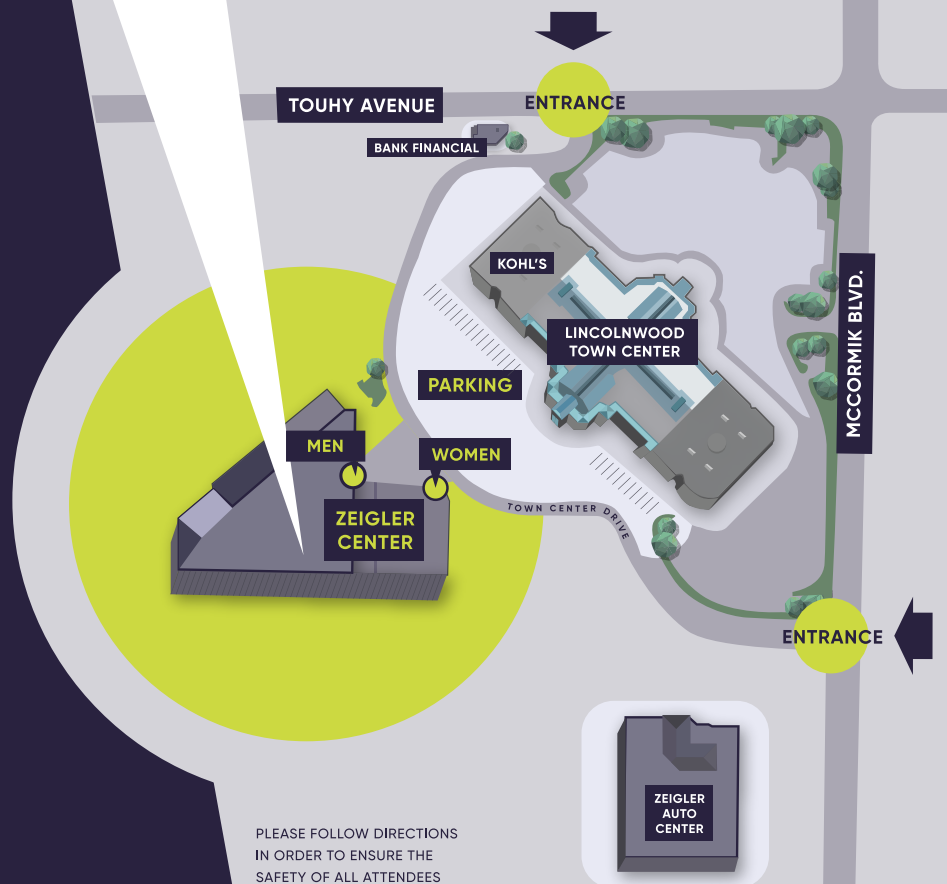 TOUHY AVENUE
ENTRANCE
BANK FINANCIAL
KOHL'S
LINCOLNWOOD
TOWN CENTER
MCCORMIK BLVD.
PARKING
MEN
WOMEN
ZEIGLER
CENTER
TOWN CENTER DRIVE
ENTRANCE
ZEIGLER
AUTO
CENTER
PLEASE FOLLOW DIRECTIONS
IN ORDER TO ENSURE THE
SAFETY OF ALL ATTENDEES